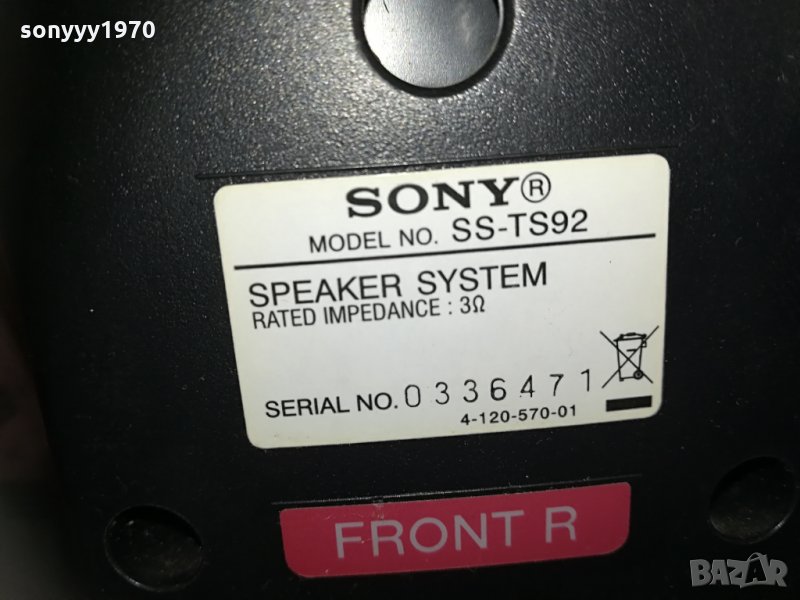 sonyyy1970
SONY®
MODEL NO. SS-TS92
SPEAKER SYSTEM
RATED IMPEDANCE : 3Ω
SERIAL NO. 0336471
4-120-570-01
FRONT R
BAZAR